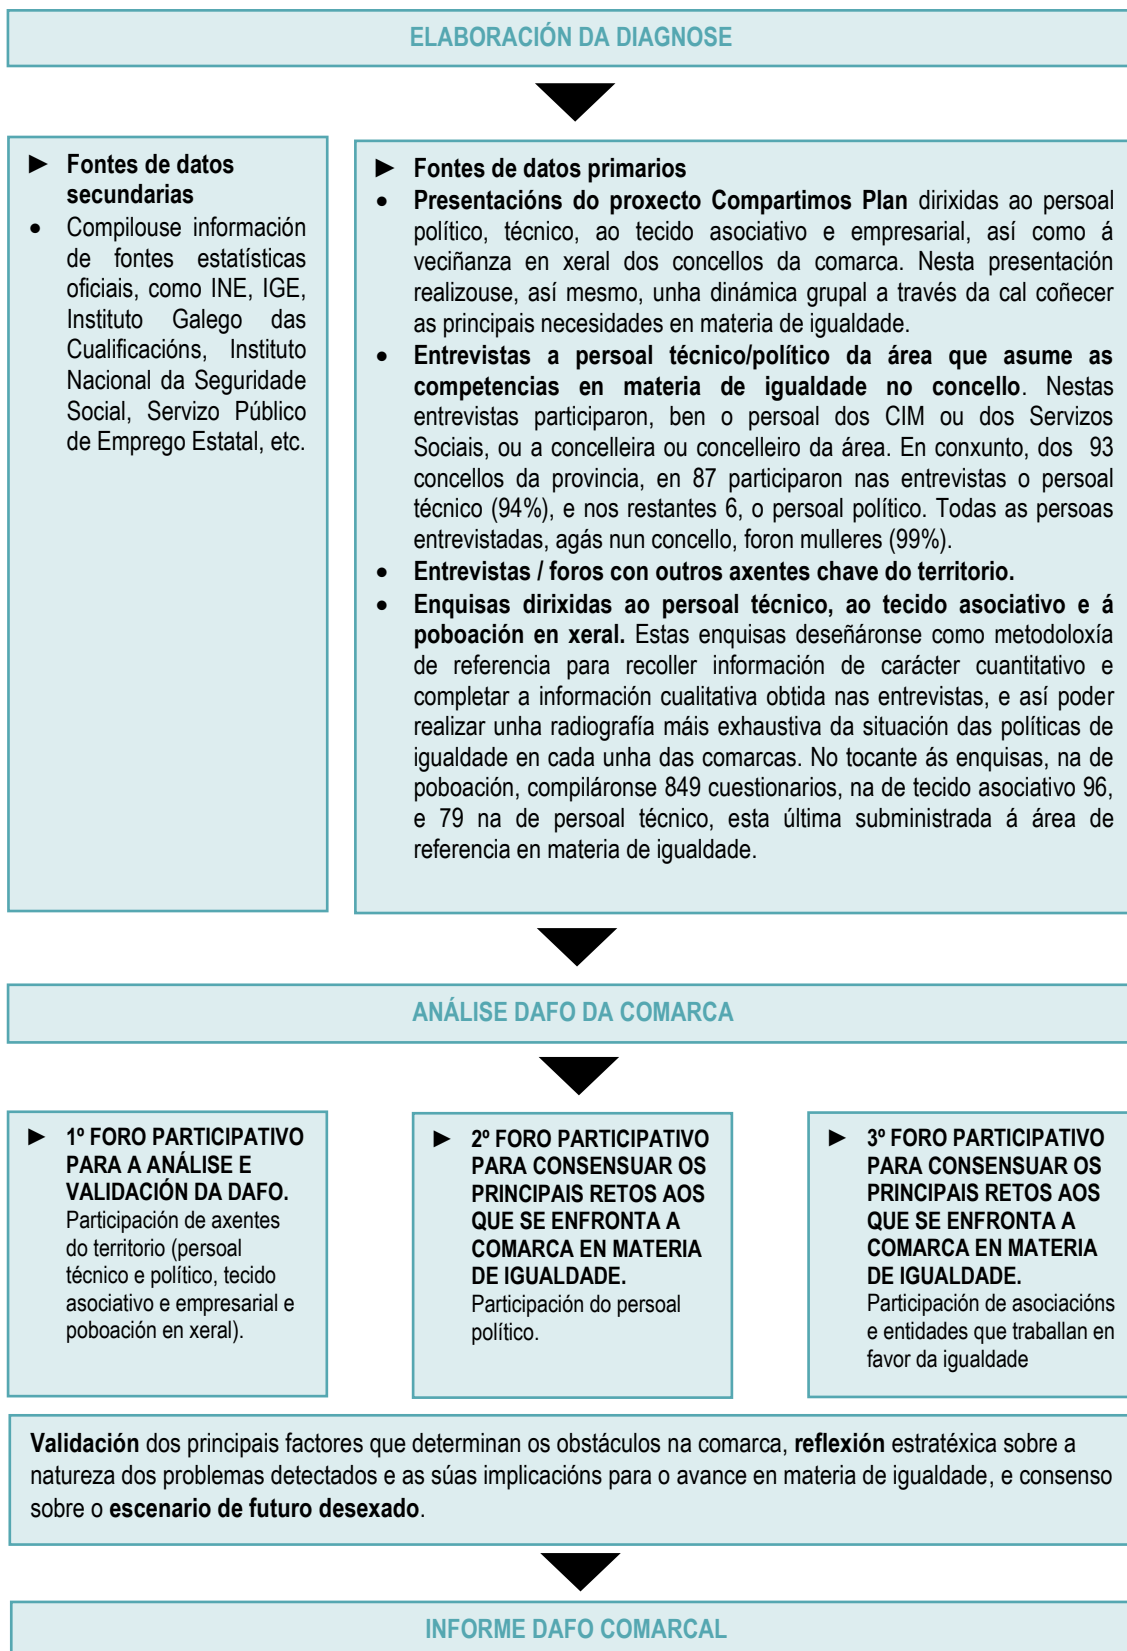 ELABORACIÓN DA DIAGNOSE
► Fontes de datos
secundarias
• Compilouse información
de fontes estatísticas
oficiais, como INE, IGE,
Instituto Galego das
Cualificacións, Instituto
Nacional da Seguridade
Social, Servizo Público
de Emprego Estatal, etc.
► Fontes de datos primarios
• Presentacións do proxecto Compartimos Plan dirixidas ao persoal
político, técnico, ao tecido asociativo e empresarial, así como á
veciñanza en xeral dos concellos da comarca. Nesta presentación
realizouse, así mesmo, unha dinámica grupal a través da cal coñecer
as principais necesidades en materia de igualdade.
• Entrevistas a persoal técnico/político da área que asume as
competencias en materia de igualdade no concello. Nestas
entrevistas participaron, ben o persoal dos CIM ou dos Servizos
Sociais, ou a concelleira ou concelleiro da área. En conxunto, dos 93
concellos da provincia, en 87 participaron nas entrevistas o persoal
técnico (94%), e nos restantes 6, o persoal político. Todas as persoas
entrevistadas, agás nun concello, foron mulleres (99%).
• Entrevistas / foros con outros axentes chave do territorio.
• Enquisas dirixidas ao persoal técnico, ao tecido asociativo e á
poboación en xeral. Estas enquisas deseñáronse como metodoloxía
de referencia para recoller información de carácter cuantitativo e
completar a información cualitativa obtida nas entrevistas, e así poder
realizar unha radiografía máis exhaustiva da situación das políticas de
igualdade en cada unha das comarcas. No tocante ás enquisas, na de
poboación, compiláronse 849 cuestionarios, na de tecido asociativo 96,
e 79 na de persoal técnico, esta última subministrada á área de
referencia en materia de igualdade.
ANÁLISE DAFO DA COMARCA
► 1º FORO PARTICIPATIVO
PARA A ANÁLISE E
VALIDACIÓN DA DAFO.
Participación de axentes
do territorio (persoal
técnico e político, tecido
asociativo e empresarial e
poboación en xeral).
► 2º FORO PARTICIPATIVO
PARA CONSENSUAR OS
PRINCIPAIS RETOS AOS
QUE SE ENFRONTA A
COMARCA EN MATERIA
DE IGUALDADE.
Participación do persoal
político.
► 3º FORO PARTICIPATIVO
PARA CONSENSUAR OS
PRINCIPAIS RETOS AOS
QUE SE ENFRONTA A
COMARCA EN MATERIA
DE IGUALDADE.
Participación de asociacións
e entidades que traballan en
favor da igualdade
Validación dos principais factores que determinan os obstáculos na comarca, reflexión estratéxica sobre a
natureza dos problemas detectados e as súas implicacións para o avance en materia de igualdade, e consenso
sobre o escenario de futuro desexado.
INFORME DAFO COMARCAL